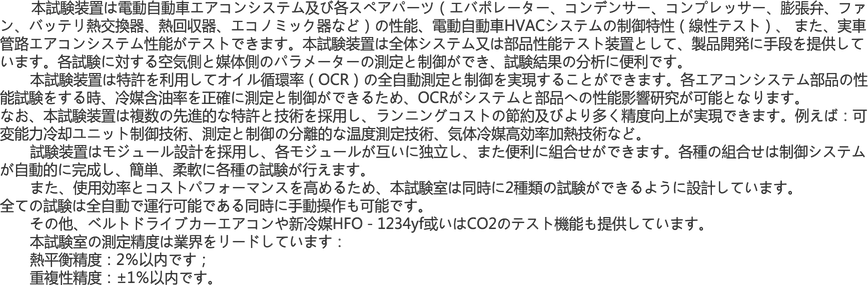 本試験装置は電動自動車エアコンシステム及び各スペアパーツ（エバポレーター、コンデンサー、コンプレッサー、膨張弁、ファ
ン、バッテリ熱交換器、熱回収器、エコノミック器など）の性能、電動自動車HVACシステムの制御特性（線性テスト）、 また、実車
管路エアコンシステム性能がテストできます。本試験装置は全体システム又は部品性能テスト装置として、製品開発に手段を提供して
います。各試験に対する空気側と媒体側のパラメーターの測定と制御ができ、試験結果の分析に便利です。
本試験装置は特許を利用してオイル循環率（OCR）の全自動測定と制御を実現することができます。各エアコンシステム部品の性
能試験をする時、冷媒含油率を正確に測定と制御ができるため、OCRがシステムと部品への性能影響研究が可能となります。
なお、本試験装置は複数の先進的な特許と技術を採用し、ランニングコストの節約及びより多く精度向上が実現できます。例えば：可
変能力冷却ユニット制御技術、測定と制御の分離的な温度測定技術、気体冷媒高効率加熱技術など。
試験装置はモジュール設計を採用し、各モジュールが互いに独立し、また便利に組合せができます。各種の組合せは制御システム
が自動的に完成し、簡単、柔軟に各種の試験が行えます。
また、使用効率とコストパフォーマンスを高めるため、本試験室は同時に2種類の試験ができるように設計しています。
全ての試験は全自動で運行可能である同時に手動操作も可能です。
その他、ベルトドライブカーエアコンや新冷媒HFO－1234yf或いはCO2のテスト機能も提供しています。
本試験室の測定精度は業界をリードしています：
熱平衡精度：2%以内です；
重複性精度：±1%以内です。